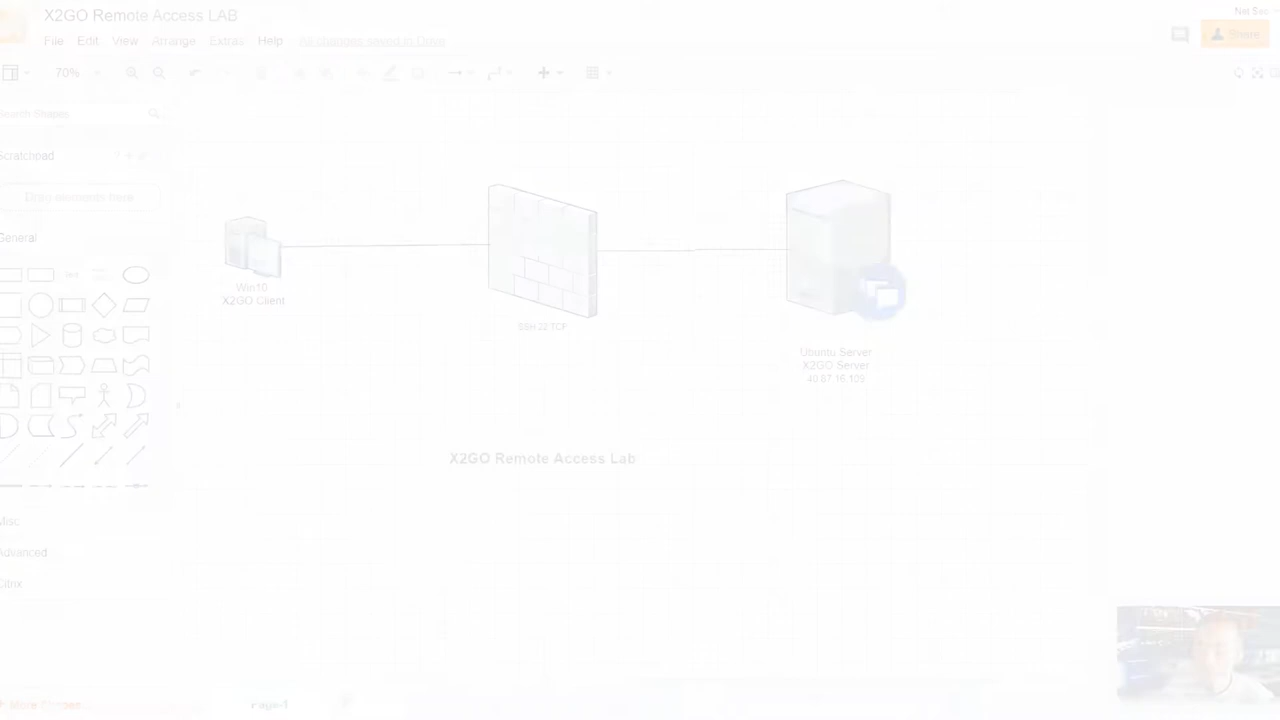 X2GO Remote Access LAB
File Edit View Arrange Extras Help All changes saved to Drive
Share
70%
Search Shapes
Scratchpad
Drag elements here
General
Win10
X2GO Client
SSH 22 TCP
Ubuntu Server
X2GO Server
40.87.16.109
X2GO Remote Access Lab
Misc
Advanced
Citrix
+ More Shapes...
Page-1